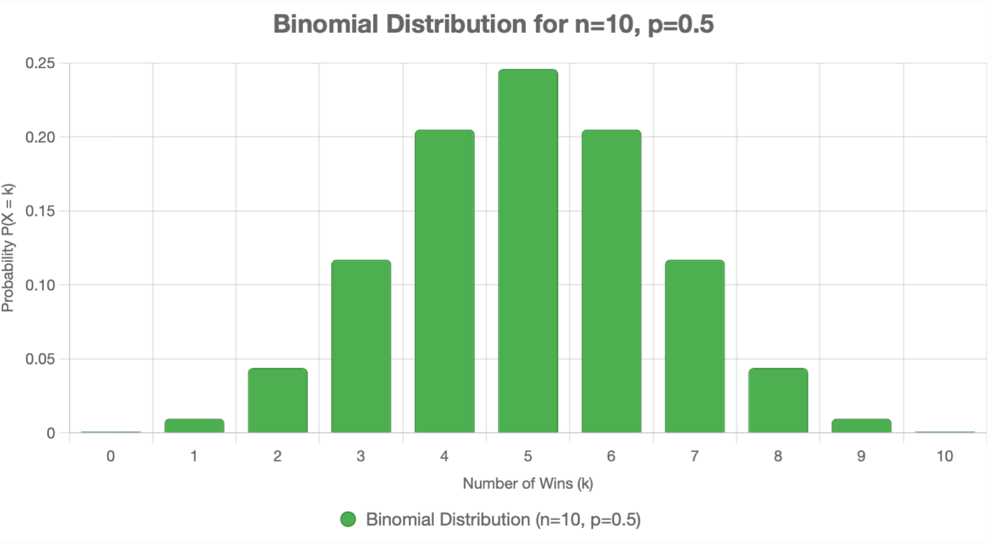 Binomial Distribution for n=10, p=0.5
0.25
0.20
0.15
0.10
0.05
0
Probability P(X = k)
0 1 2 3 4 5 6 7 8 9 10
Number of Wins (k)
Binomial Distribution (n=10, p=0.5)